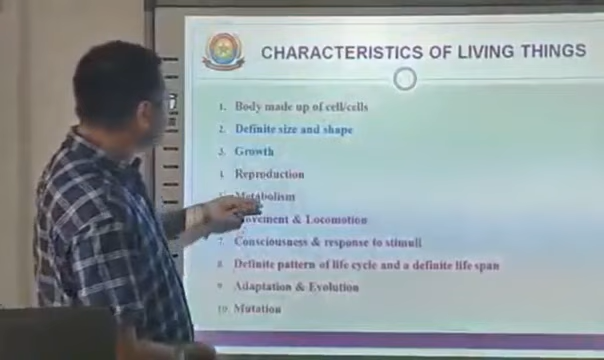 CHARACTERISTICS OF LIVING THINGS
1. Body made up of cell/cells
2. Definite size and shape
3. Growth
4. Reproduction
5. Metabolism
Movement & Locomotion
7. Consciousness & response to stimuli
8. Definite pattern of life cycle and a definite life span
9. Adaptation & Evolution
10. Mutation